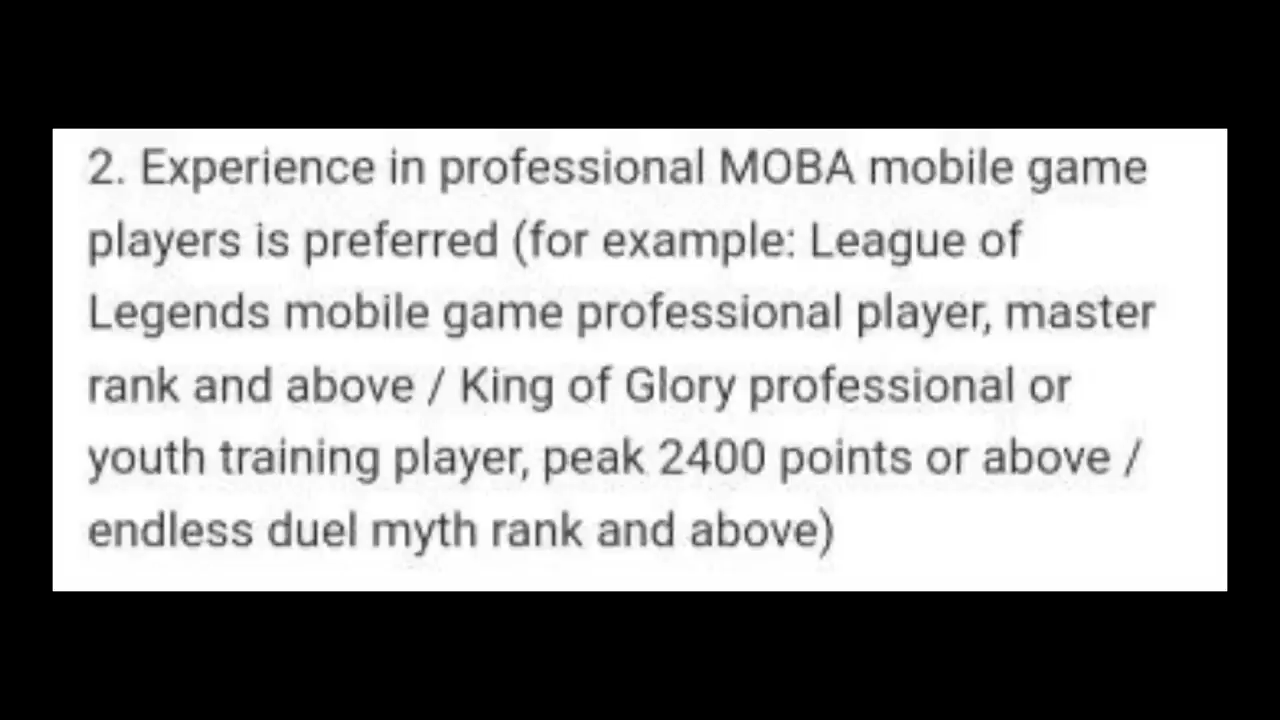 2. Experience in professional MOBA mobile game
players is preferred (for example: League of
Legends mobile game professional player, master
rank and above / King of Glory professional or
youth training player, peak 2400 points or above /
endless duel myth rank and above)